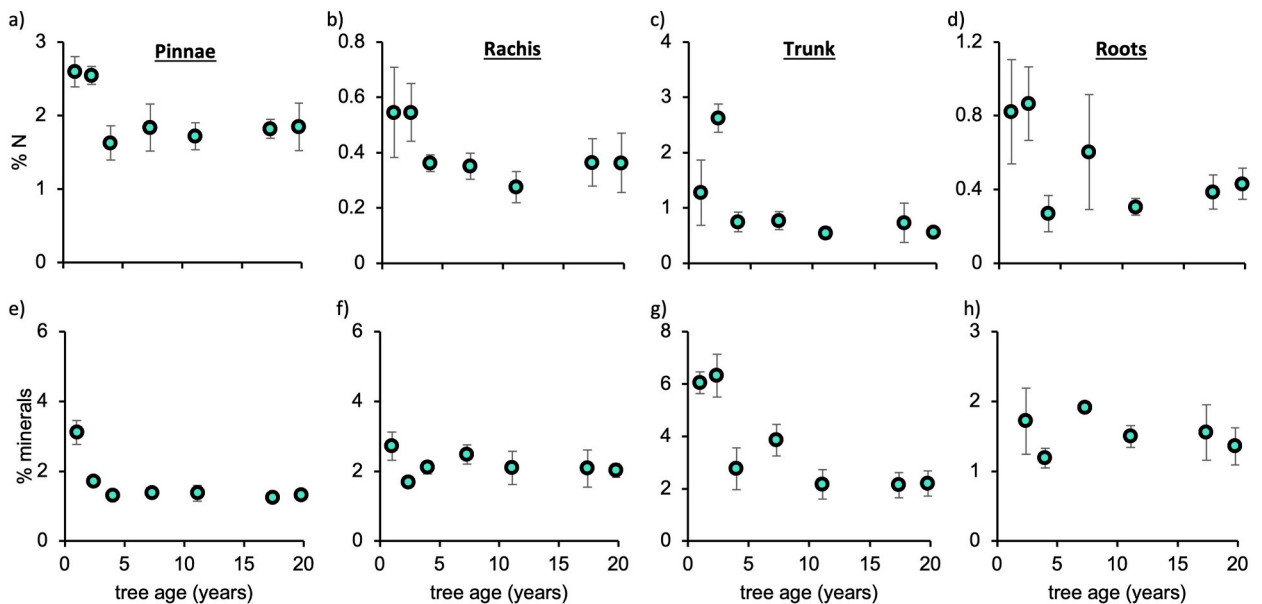 a)
Pinnae
3
2
1
0
% N
b)
Rachis
0.8
0.6
0.4
0.2
0
c)
Trunk
4
3
2
1
0
d)
Roots
1.2
0.8
0.4
0
e)
6
4
2
0
% minerals
0 5 10 15 20
tree age (years)
f)
6
4
2
0
0 5 10 15 20
tree age (years)
g)
8
6
4
2
0
0 5 10 15 20
tree age (years)
h)
3
2
1
0
0 5 10 15 20
tree age (years)